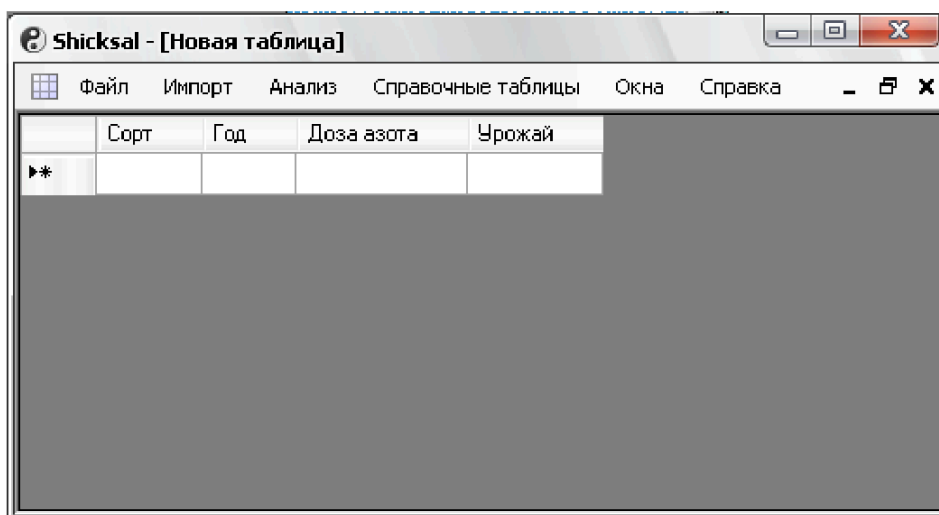 Shicksal - [Новая таблица]
Файл Импорт Анализ Справочные таблицы Окна Справка
Сорт Год Доза азота Урожай